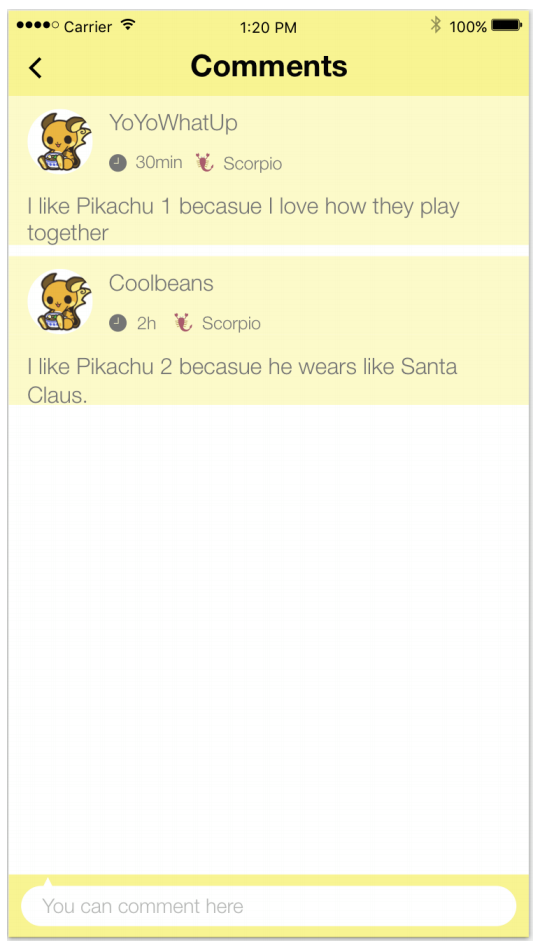 Carrier 1:20 PM 100%
Comments
YoYoWhatUp
30min Scorpio
I like Pikachu 1 becasue I love how they play
together
Coolbeans
2h Scorpio
I like Pikachu 2 becasue he wears like Santa
Claus.
You can comment here